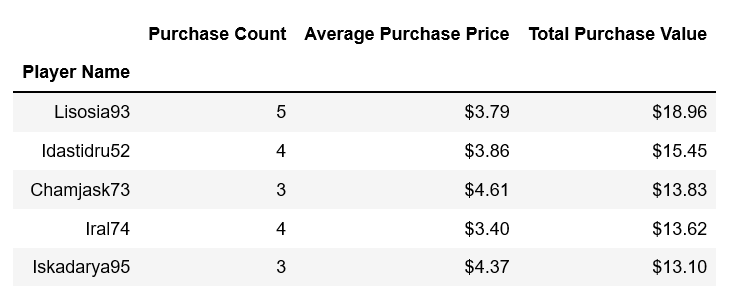 Purchase Count Average Purchase Price Total Purchase Value
Player Name
Lisosia93 5 $3.79 $18.96
Idastidru52 4 $3.86 $15.45
Chamjask73 3 $4.61 $13.83
Iral74 4 $3.40 $13.62
Iskadarya95 3 $4.37 $13.10